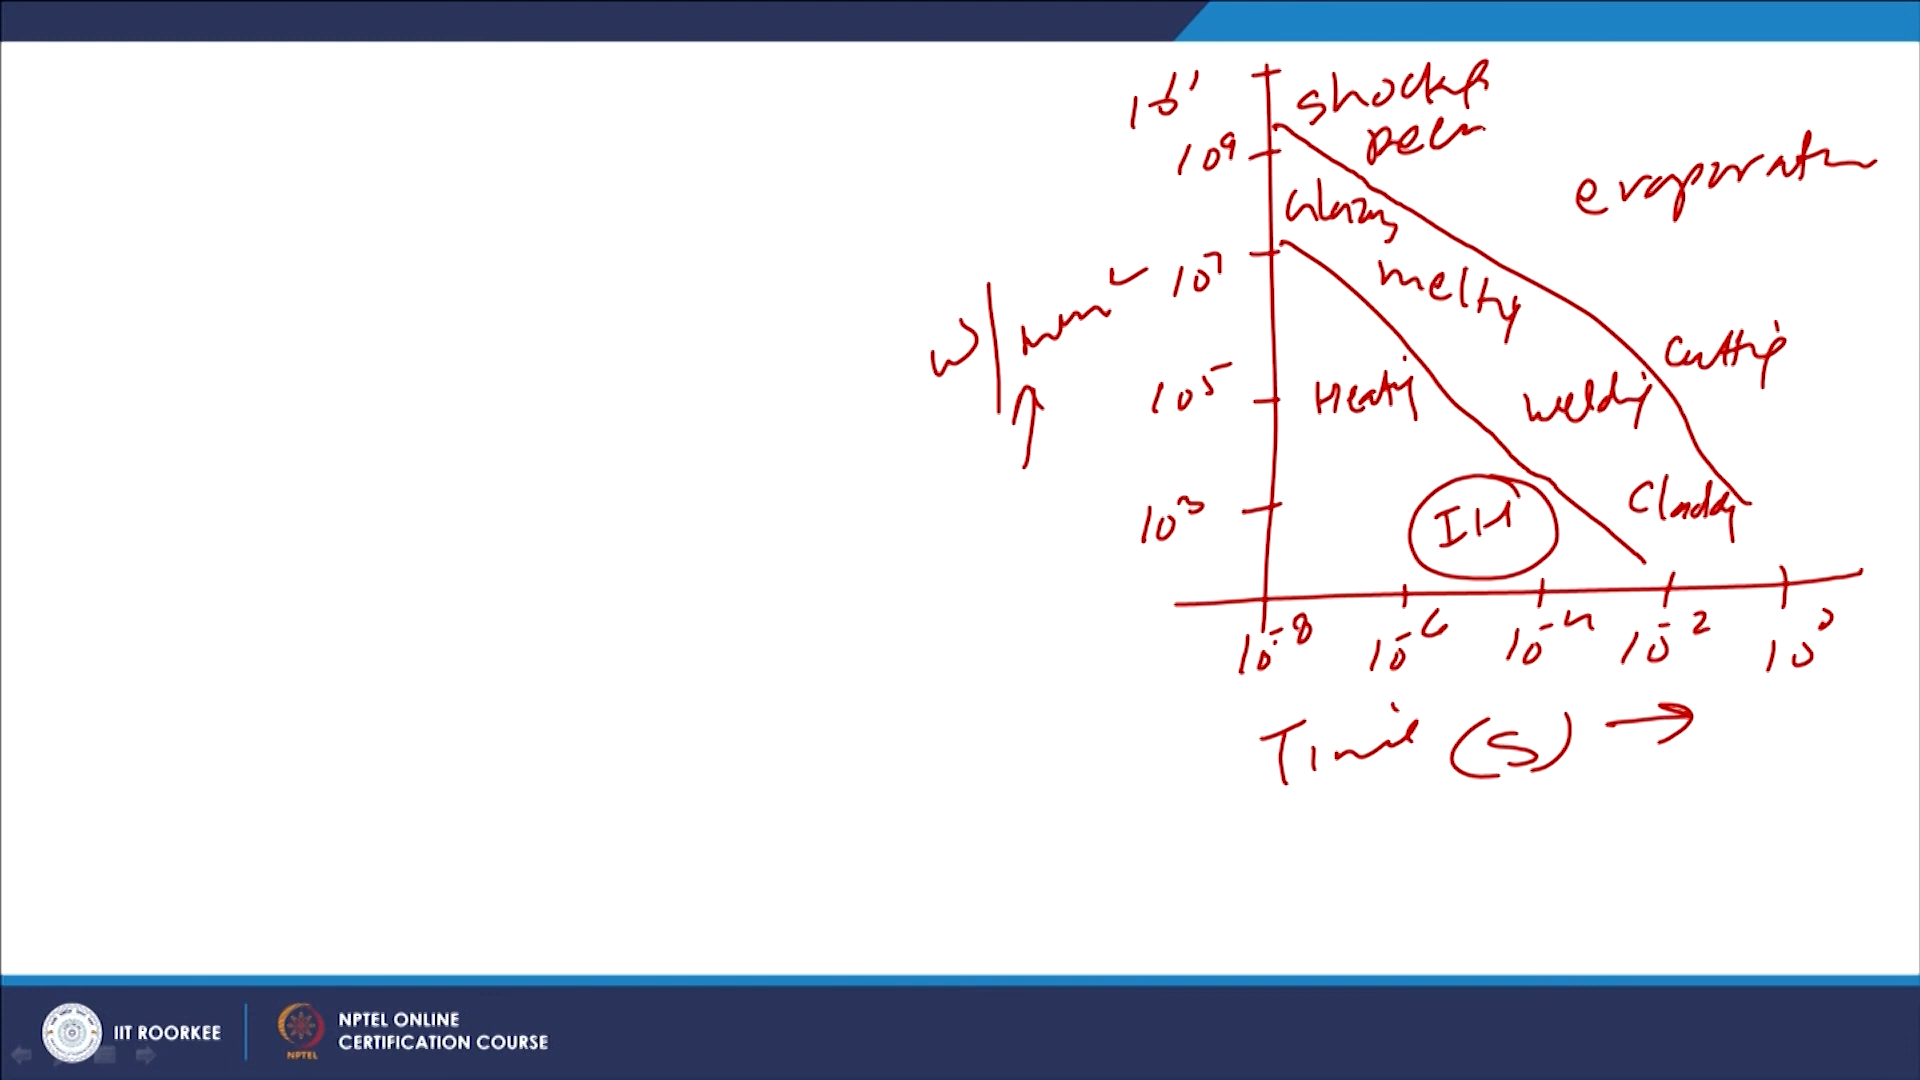 10¹¹
shock
peen
10⁹
evaporation
Glazing
10⁷
melting
w/mm²
cutting
10⁵
Heating
welding
10³
IH
Cladding
10⁻⁸ 10⁻⁶ 10⁻⁴ 10⁻² 10⁰
Time (s) →
IIT ROORKEE
NPTEL
NPTEL ONLINE
CERTIFICATION COURSE